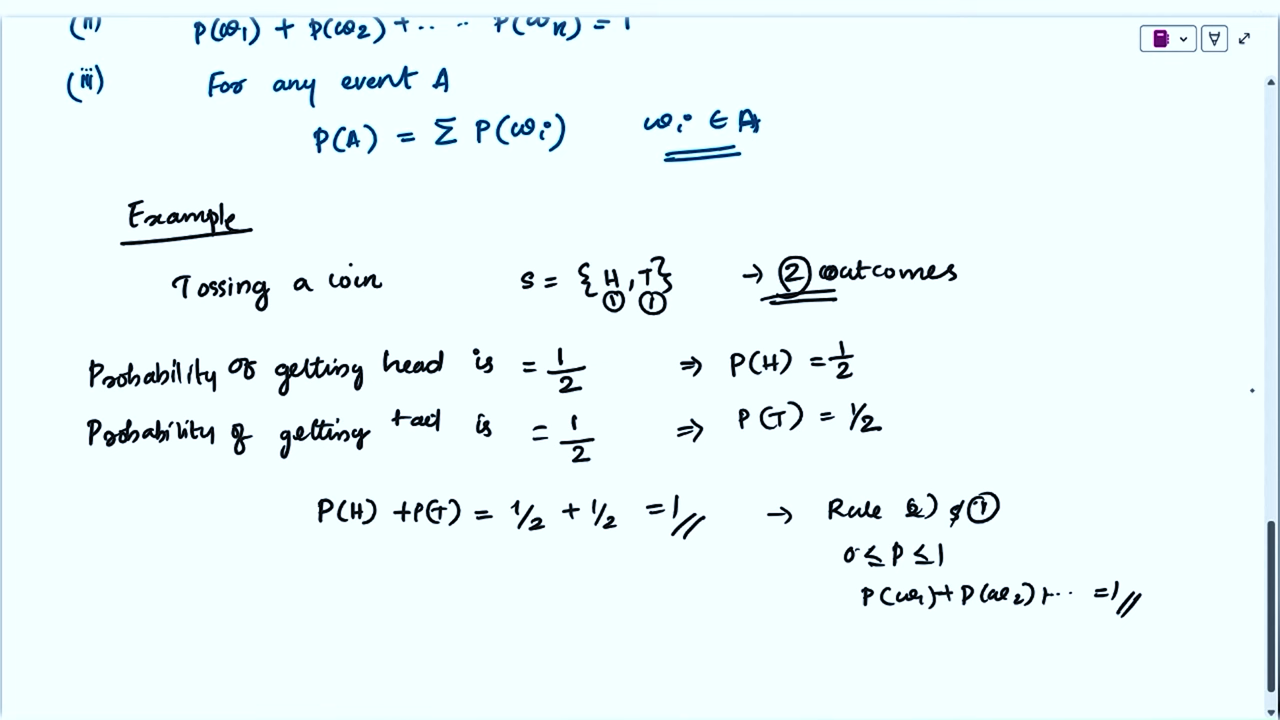 (ii) P(ω1) + P(ω2) + .. .. P(ωn) = 1
(iii) For any event A
P(A) = Σ P(ωi) ωi ∈ A
Example
Tossing a coin S = {H, T} → 2 outcomes
1 1
Probability of getting head is = 1/2 ⇒ P(H) = 1/2
Probability of getting tail is = 1/2 ⇒ P(T) = 1/2
P(H) + P(T) = 1/2 + 1/2 = 1 → Rule 2) & 1
0 ≤ P ≤ 1
P(ω1) + P(ω2) + ... = 1